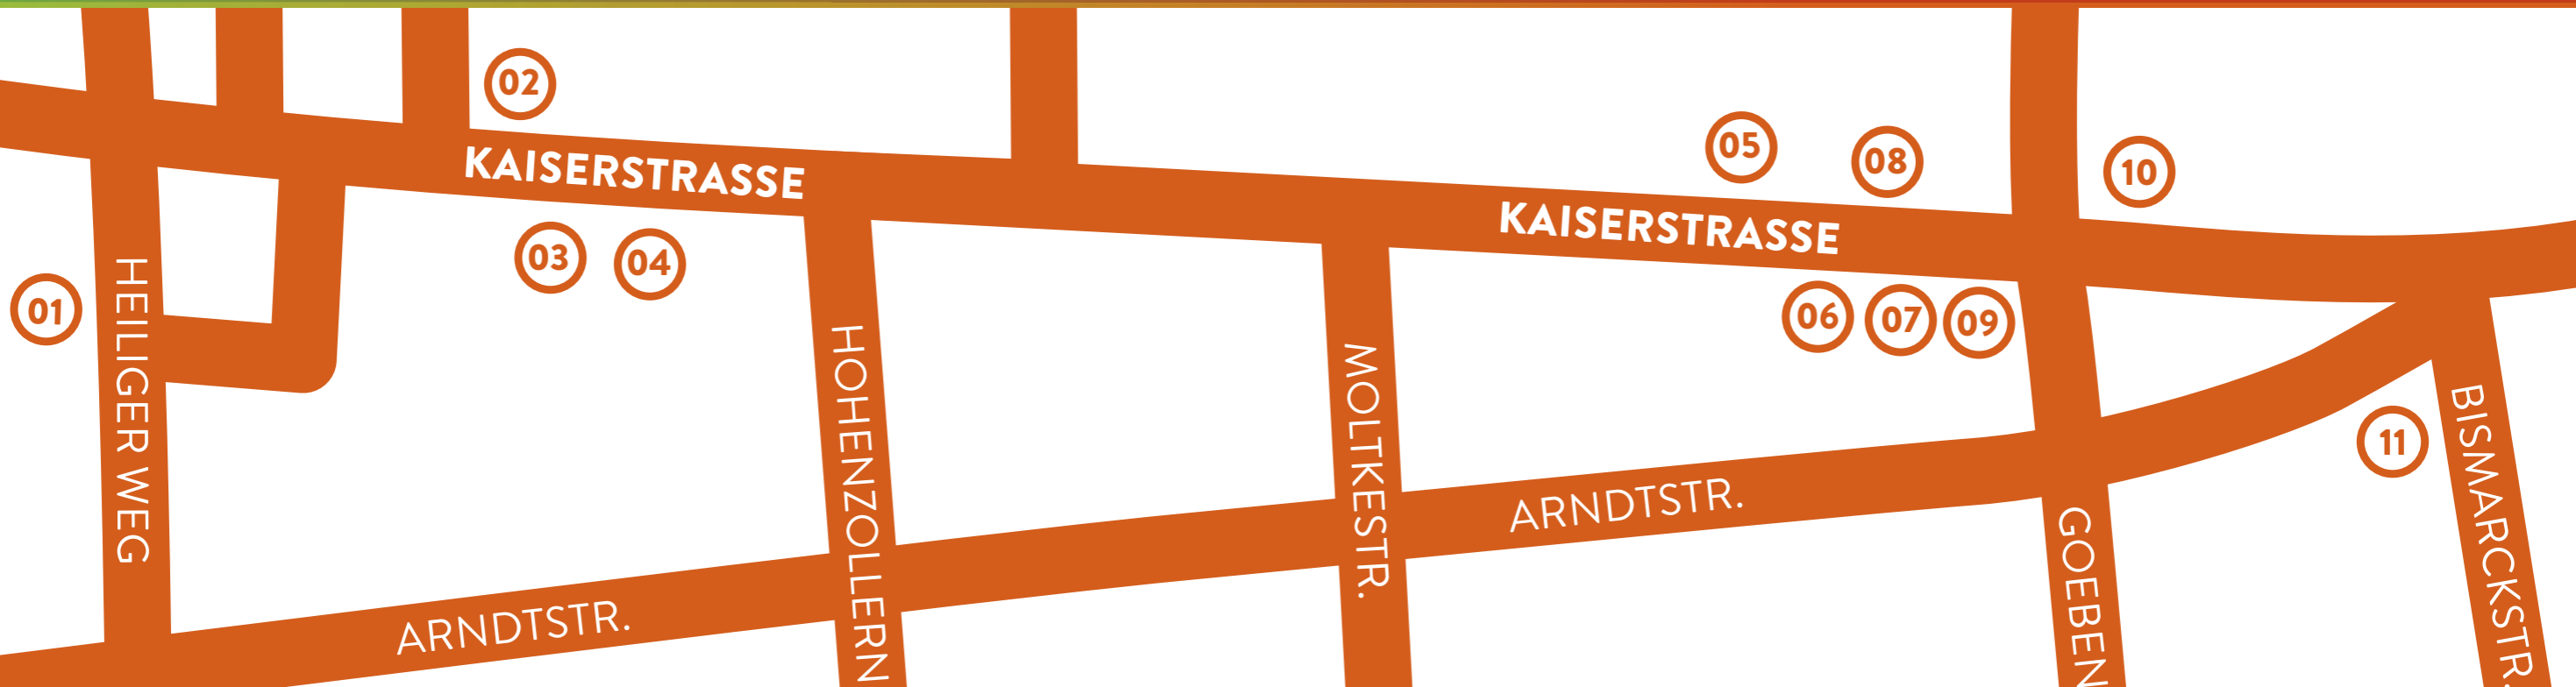 02
KAISERSTRASSE
05
08
10
KAISERSTRASSE
03
04
01
HEILIGER WEG
06
07
09
HOHENZOLLERN
MOLTKESTR.
11
BISMARCKSTR.
ARNDTSTR.
GOEBEN
ARNDTSTR.